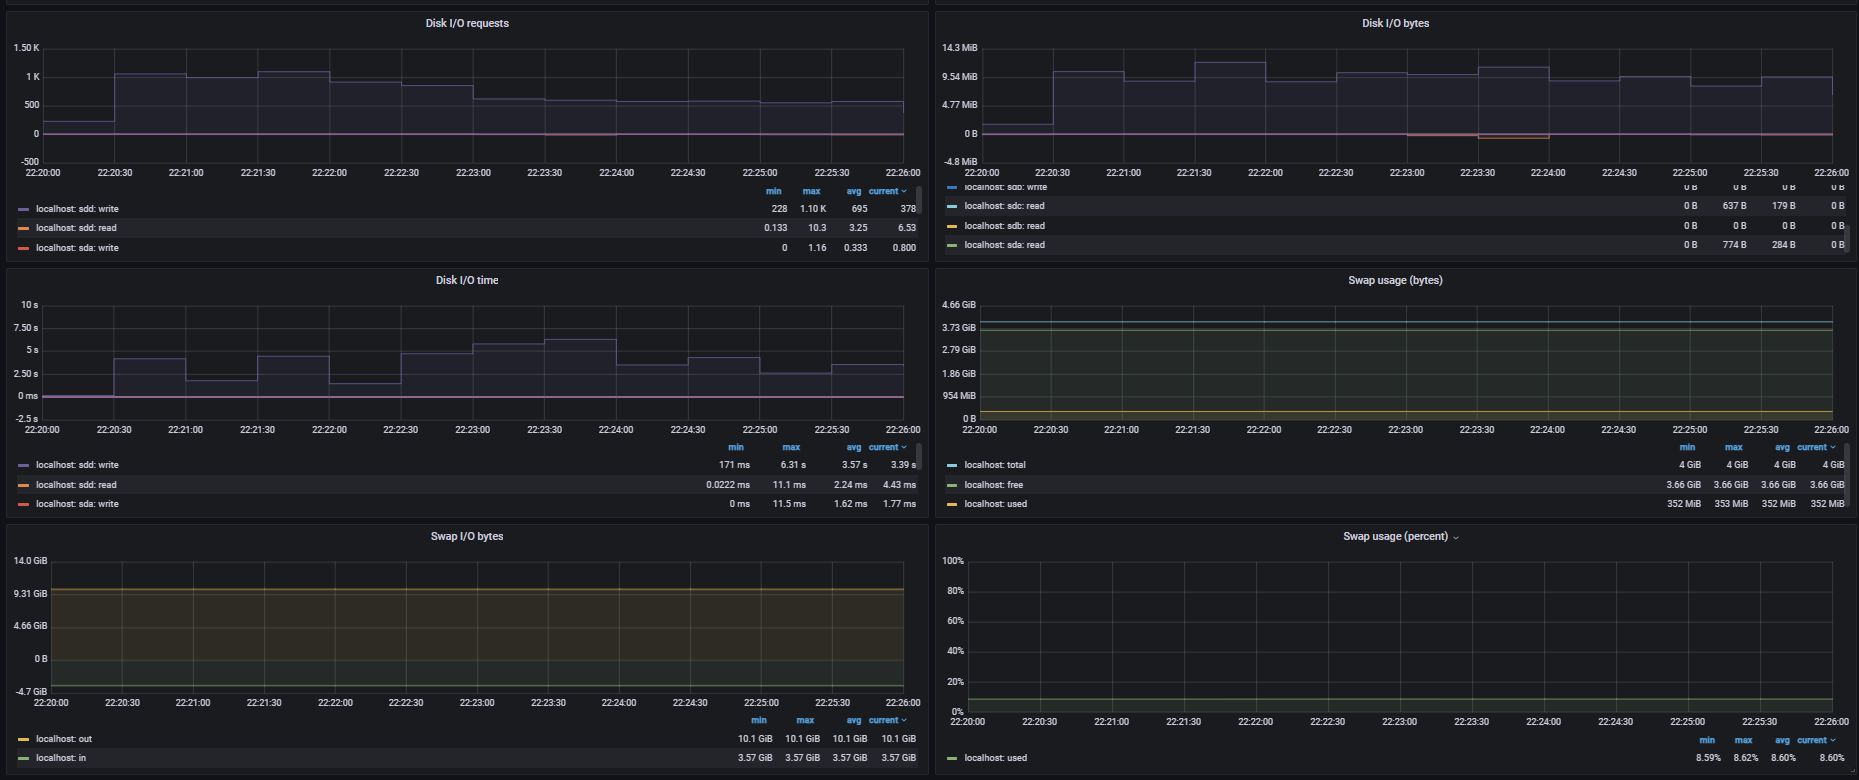 Disk I/O requests
1.50 K
1 K
500
0
-500
22:20:00 22:20:30 22:21:00 22:21:30 22:22:00 22:22:30 22:23:00 22:23:30 22:24:00 22:24:30 22:25:00 22:25:30 22:26:00
min max avg current
localhost: sdd: write 228 1.10 K 695 378
localhost: sdd: read 0.133 10.3 3.25 6.53
localhost: sda: write 0 1.16 0.333 0.800
Disk I/O bytes
14.3 MiB
9.54 MiB
4.77 MiB
0 B
-4.8 MiB
22:20:00 22:20:30 22:21:00 22:21:30 22:22:00 22:22:30 22:23:00 22:23:30 22:24:00 22:24:30 22:25:00 22:25:30 22:26:00
localhost: sdb: write 0 B 0 B 0 B 0 B
localhost: sdc: read 0 B 637 B 179 B 0 B
localhost: sdb: read 0 B 0 B 0 B 0 B
localhost: sda: read 0 B 774 B 284 B 0 B
Disk I/O time
10 s
7.50 s
5 s
2.50 s
0 ms
-2.5 s
22:20:00 22:20:30 22:21:00 22:21:30 22:22:00 22:22:30 22:23:00 22:23:30 22:24:00 22:24:30 22:25:00 22:25:30 22:26:00
min max avg current
localhost: sdd: write 171 ms 6.31 s 3.57 s 3.39 s
localhost: sdd: read 0.0222 ms 11.1 ms 2.24 ms 4.43 ms
localhost: sda: write 0 ms 11.5 ms 1.62 ms 1.77 ms
Swap usage (bytes)
4.66 GiB
3.73 GiB
2.79 GiB
1.86 GiB
954 MiB
0 B
22:20:00 22:20:30 22:21:00 22:21:30 22:22:00 22:22:30 22:23:00 22:23:30 22:24:00 22:24:30 22:25:00 22:25:30 22:26:00
min max avg current
localhost: total 4 GiB 4 GiB 4 GiB 4 GiB
localhost: free 3.66 GiB 3.66 GiB 3.66 GiB 3.66 GiB
localhost: used 352 MiB 353 MiB 352 MiB 352 MiB
Swap I/O bytes
14.0 GiB
9.31 GiB
4.66 GiB
0 B
-4.7 GiB
22:20:00 22:20:30 22:21:00 22:21:30 22:22:00 22:22:30 22:23:00 22:23:30 22:24:00 22:24:30 22:25:00 22:25:30 22:26:00
min max avg current
localhost: out 10.1 GiB 10.1 GiB 10.1 GiB 10.1 GiB
localhost: in 3.57 GiB 3.57 GiB 3.57 GiB 3.57 GiB
Swap usage (percent)
100%
80%
60%
40%
20%
0%
22:20:00 22:20:30 22:21:00 22:21:30 22:22:00 22:22:30 22:23:00 22:23:30 22:24:00 22:24:30 22:25:00 22:25:30 22:26:00
min max avg current
localhost: used 8.59% 8.62% 8.60% 8.60%